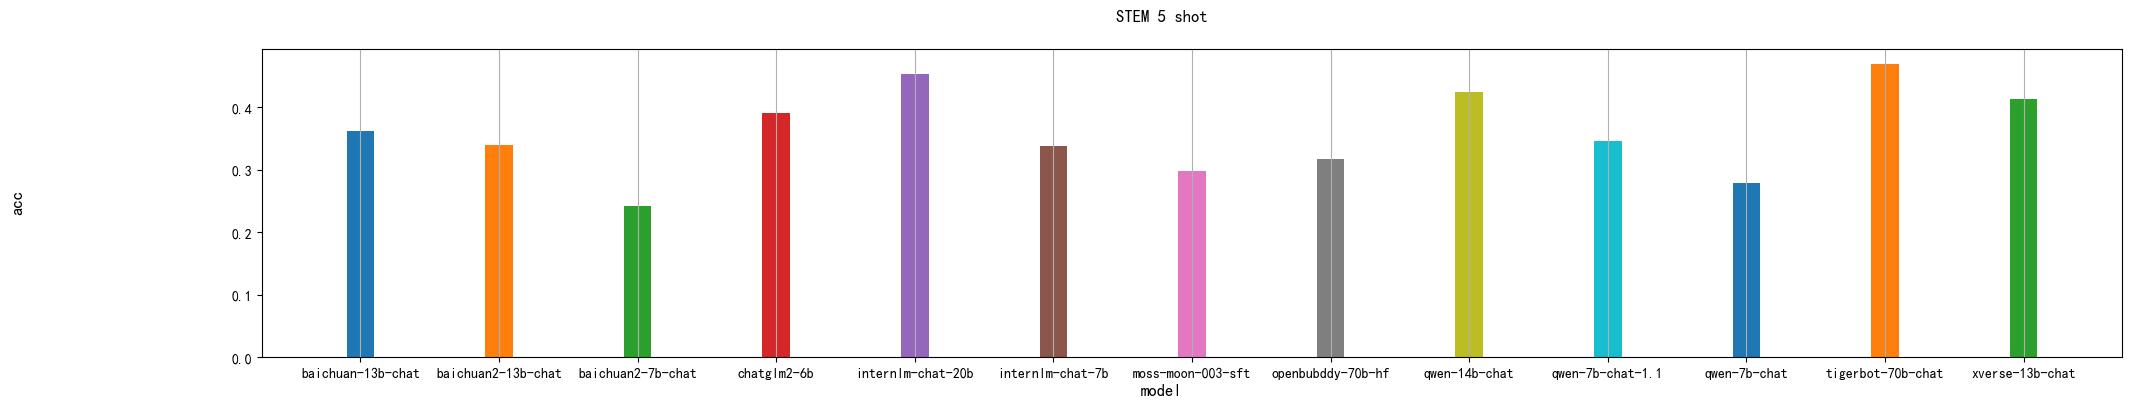 STEM 5 shot
acc
0.4
0.3
0.2
0.1
0.0
baichuan-13b-chat baichuan2-13b-chat baichuan2-7b-chat chatglm2-6b internlm-chat-20b internlm-chat-7b moss-moon-003-sft openbubddy-70b-hf qwen-14b-chat qwen-7b-chat-1.1 qwen-7b-chat tigerbot-70b-chat xverse-13b-chat
model